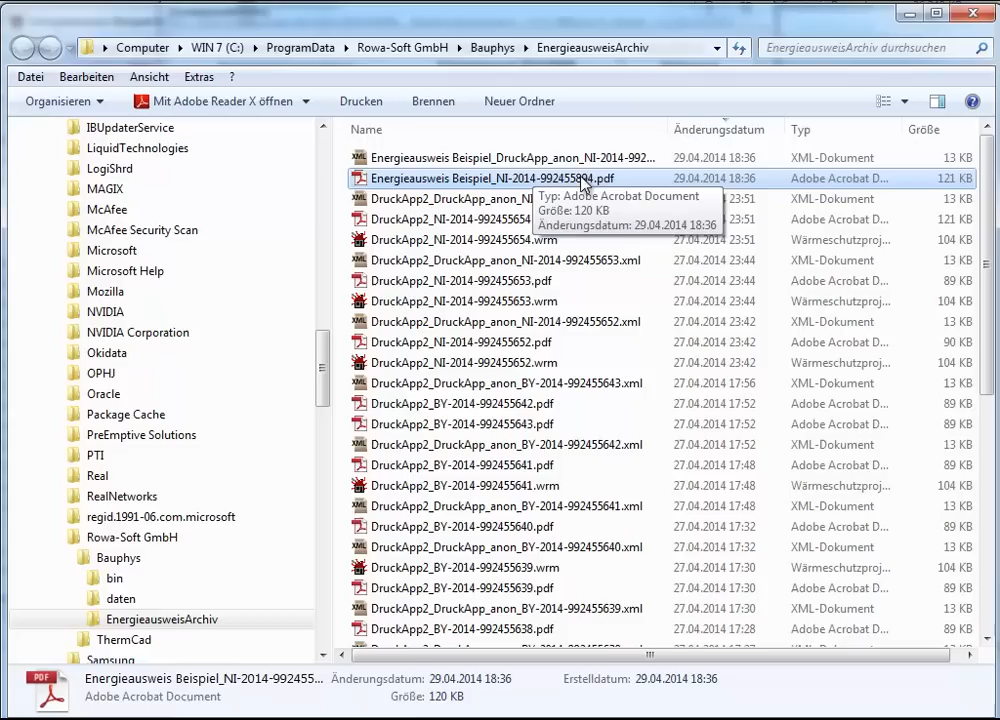 Computer ▸ WIN 7 (C:) ▸ ProgramData ▸ Rowa-Soft GmbH ▸ Bauphys ▸ EnergieausweisArchiv
EnergieausweisArchiv durchsuchen
Datei Bearbeiten Ansicht Extras ?
Organisieren Mit Adobe Reader X öffnen Drucken Brennen Neuer Ordner
IBUpdaterService
LiquidTechnologies
LogiShrd
MAGIX
McAfee
McAfee Security Scan
Microsoft
Microsoft Help
Mozilla
NVIDIA
NVIDIA Corporation
Okidata
OPHJ
Oracle
Package Cache
PreEmptive Solutions
PTI
Real
RealNetworks
regid.1991-06.com.microsoft
Rowa-Soft GmbH
Bauphys
bin
daten
EnergieausweisArchiv
ThermCad
Samsung
Name Änderungsdatum Typ Größe
Energieausweis Beispiel_DruckApp_anon_NI-2014-992... 29.04.2014 18:36 XML-Dokument 13 KB
Energieausweis Beispiel_NI-2014-992455894.pdf 29.04.2014 18:36 Adobe Acrobat D... 121 KB
DruckApp2_DruckApp_anon_NI 23:51 XML-Dokument 13 KB
DruckApp2_NI-2014-992455654 23:51 Adobe Acrobat D... 89 KB
DruckApp2_NI-2014-992455654.wrm 27.04.2014 23:51 Wärmeschutzproj... 104 KB
DruckApp2_DruckApp_anon_NI-2014-992455653.xml 27.04.2014 23:44 XML-Dokument 13 KB
DruckApp2_NI-2014-992455653.pdf 27.04.2014 23:44 Adobe Acrobat D... 89 KB
DruckApp2_NI-2014-992455653.wrm 27.04.2014 23:44 Wärmeschutzproj... 104 KB
DruckApp2_DruckApp_anon_NI-2014-992455652.xml 27.04.2014 23:42 XML-Dokument 13 KB
DruckApp2_NI-2014-992455652.pdf 27.04.2014 23:42 Adobe Acrobat D... 90 KB
DruckApp2_NI-2014-992455652.wrm 27.04.2014 23:42 Wärmeschutzproj... 104 KB
DruckApp2_DruckApp_anon_BY-2014-992455643.xml 27.04.2014 17:56 XML-Dokument 13 KB
DruckApp2_BY-2014-992455642.pdf 27.04.2014 17:52 Adobe Acrobat D... 89 KB
DruckApp2_BY-2014-992455643.pdf 27.04.2014 17:52 Adobe Acrobat D... 89 KB
DruckApp2_DruckApp_anon_BY-2014-992455642.xml 27.04.2014 17:52 XML-Dokument 13 KB
DruckApp2_BY-2014-992455641.pdf 27.04.2014 17:48 Adobe Acrobat D... 89 KB
DruckApp2_BY-2014-992455641.wrm 27.04.2014 17:48 Wärmeschutzproj... 104 KB
DruckApp2_DruckApp_anon_BY-2014-992455641.xml 27.04.2014 17:48 XML-Dokument 13 KB
DruckApp2_BY-2014-992455640.pdf 27.04.2014 17:32 Adobe Acrobat D... 89 KB
DruckApp2_DruckApp_anon_BY-2014-992455640.xml 27.04.2014 17:32 XML-Dokument 13 KB
DruckApp2_BY-2014-992455639.wrm 27.04.2014 17:30 Wärmeschutzproj... 104 KB
DruckApp2_BY-2014-992455639.pdf 27.04.2014 17:30 Adobe Acrobat D... 89 KB
DruckApp2_DruckApp_anon_BY-2014-992455639.xml 27.04.2014 17:30 XML-Dokument 13 KB
DruckApp2_BY-2014-992455638.pdf 27.04.2014 17:28 Adobe Acrobat D... 89 KB
Typ: Adobe Acrobat Document
Größe: 120 KB
Änderungsdatum: 29.04.2014 18:36
Energieausweis Beispiel_NI-2014-992455... Änderungsdatum: 29.04.2014 18:36 Erstelldatum: 29.04.2014 18:36
Adobe Acrobat Document Größe: 120 KB
PDF